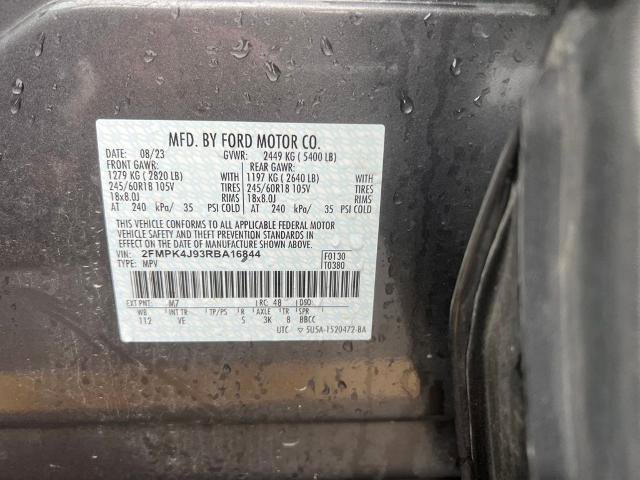 MFD. BY FORD MOTOR CO.
DATE: 08/23 GVWR: 2449 KG ( 5400 LB)
FRONT GAWR: REAR GAWR:
1279 KG ( 2820 LB) WITH 1197 KG ( 2640 LB) WITH
245/60R18 105V TIRES 245/60R18 105V TIRES
18x8.0J RIMS 18x8.0J RIMS
AT 240 kPa/ 35 PSI COLD AT 240 kPa/ 35 PSI COLD
THIS VEHICLE CONFORMS TO ALL APPLICABLE FEDERAL MOTOR
VEHICLE SAFETY AND THEFT PREVENTION STANDARDS IN
EFFECT ON THE DATE OF MANUFACTURE SHOWN ABOVE.
VIN: 2FMPK4J93RBA16844 F0130
TYPE: MPV T0380
EXT PNT: M7 RC: 48 DSO:
WB INT TR TP/PS R AXLE TR SPR
112 VE 5 3K 8 BBCC
UTC ▽ 5U5A-1520472-BA